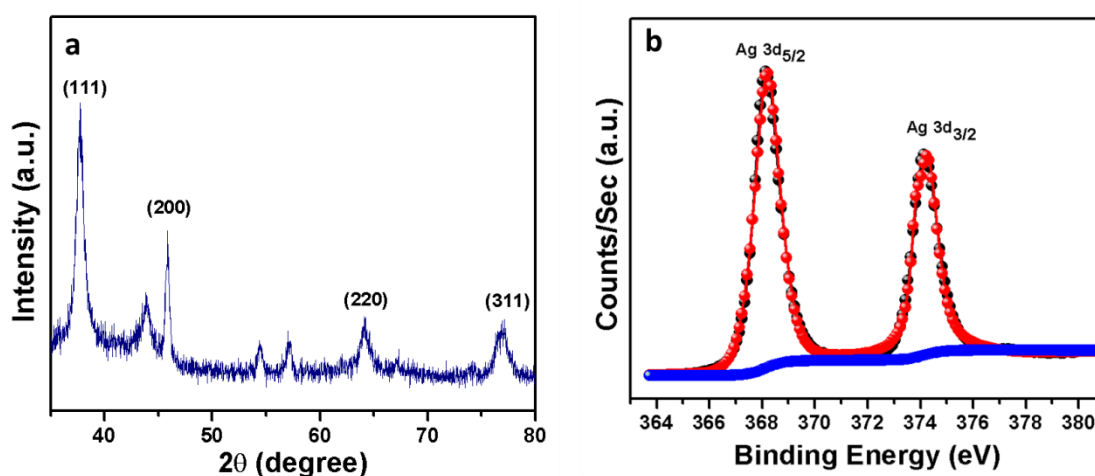 a
(111)
(200)
(220)
(311)
Intensity (a.u.)
40 50 60 70 80
2θ (degree)
b
Ag 3d5/2
Ag 3d3/2
Counts/Sec (a.u.)
364 366 368 370 372 374 376 378 380
Binding Energy (eV)